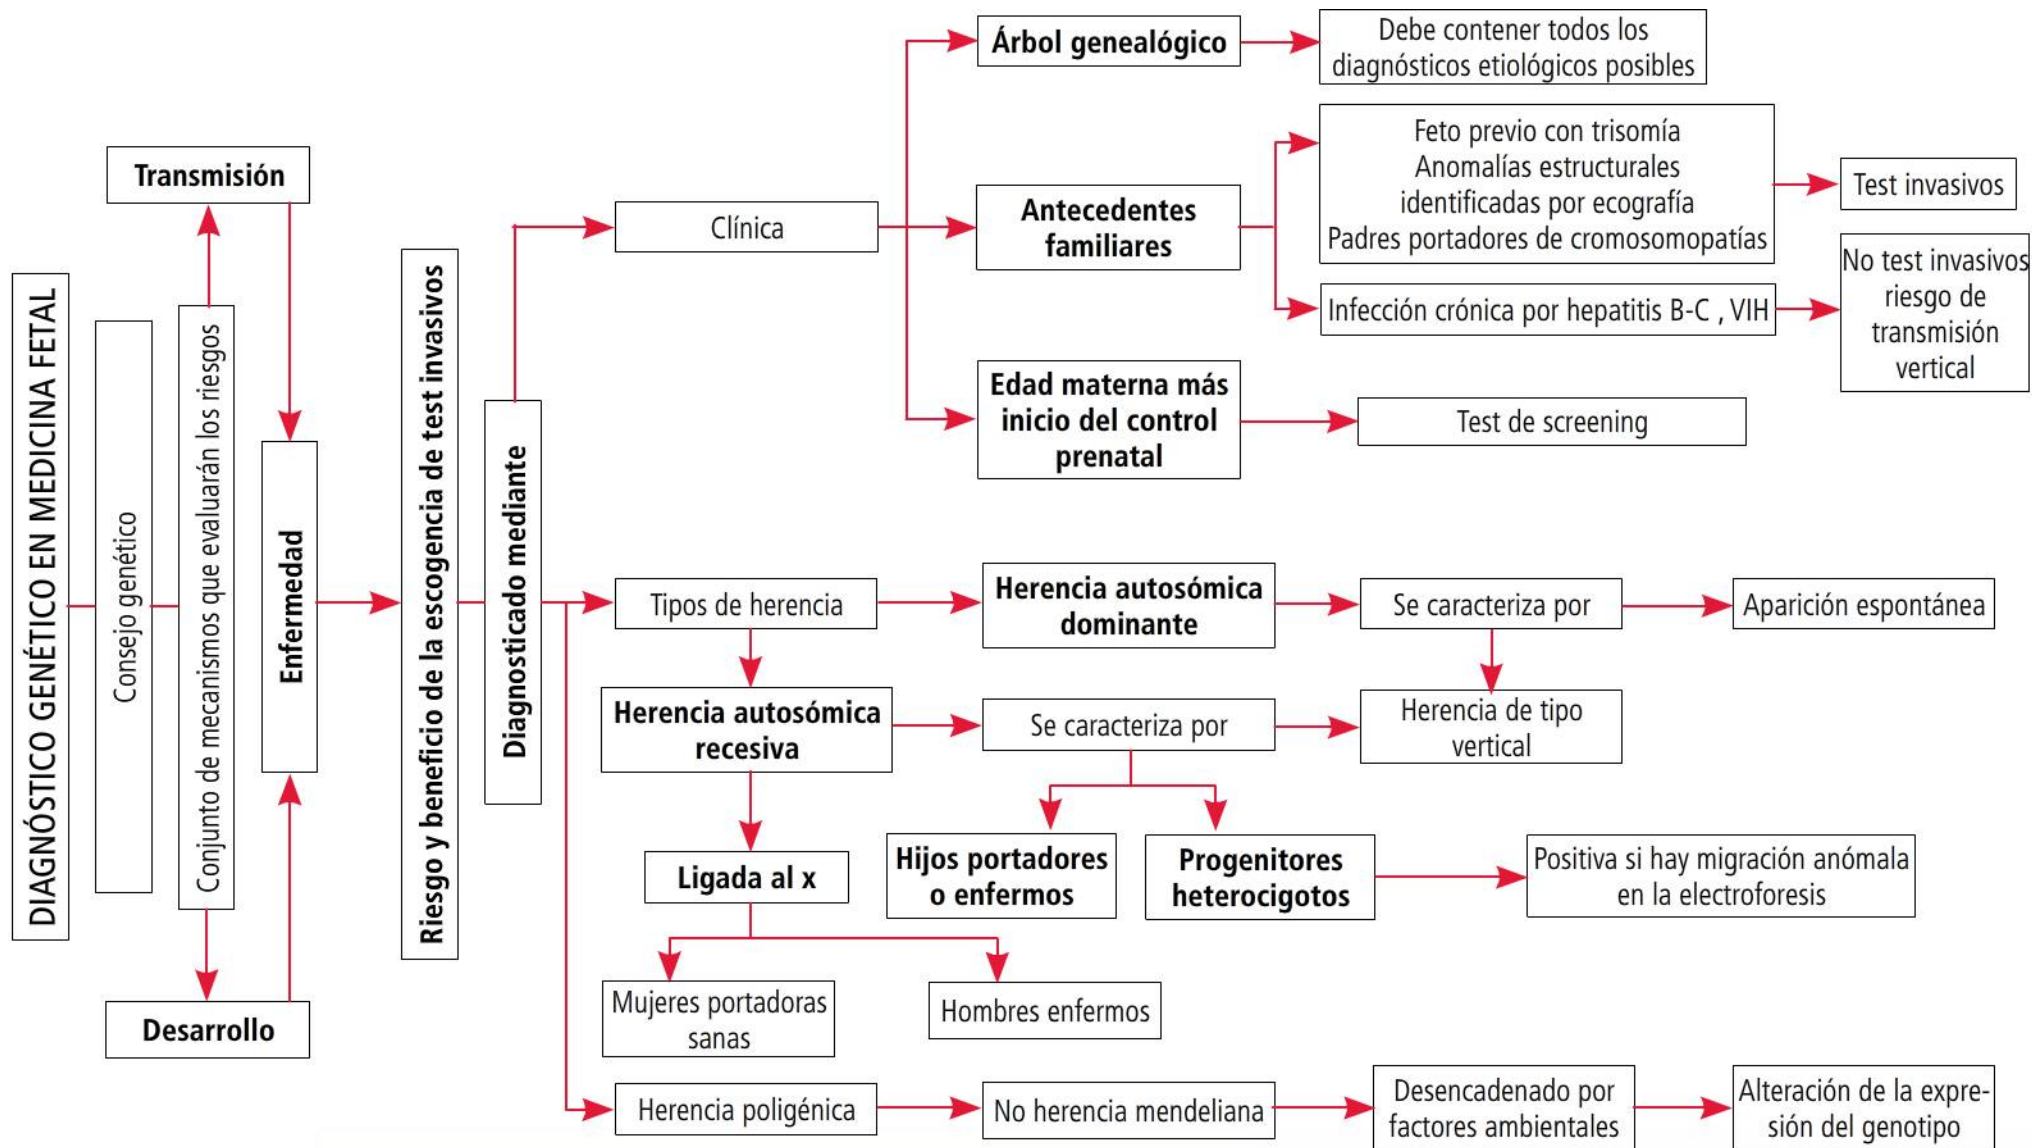 DIAGNÓSTICO GENÉTICO EN MEDICINA FETAL
Consejo genético
Conjunto de mecanismos que evaluarán los riesgos
Transmisión
Desarrollo
Enfermedad
Riesgo y beneficio de la escogencia de test invasivos
Diagnosticado mediante
Clínica
Árbol genealógico
Debe contener todos los
diagnósticos etiológicos posibles
Antecedentes
familiares
Feto previo con trisomía
Anomalías estructurales
identificadas por ecografía
Padres portadores de cromosomopatías
Test invasivos
Infección crónica por hepatitis B-C , VIH
No test invasivos
riesgo de
transmisión
vertical
Edad materna más
inicio del control
prenatal
Test de screening
Tipos de herencia
Herencia autosómica
dominante
Se caracteriza por
Aparición espontánea
Herencia autosómica
recesiva
Se caracteriza por
Herencia de tipo
vertical
Hijos portadores
o enfermos
Progenitores
heterocigotos
Positiva si hay migración anómala
en la electroforesis
Ligada al x
Mujeres portadoras
sanas
Hombres enfermos
Herencia poligénica
No herencia mendeliana
Desencadenado por
factores ambientales
Alteración de la expre-
sión del genotipo